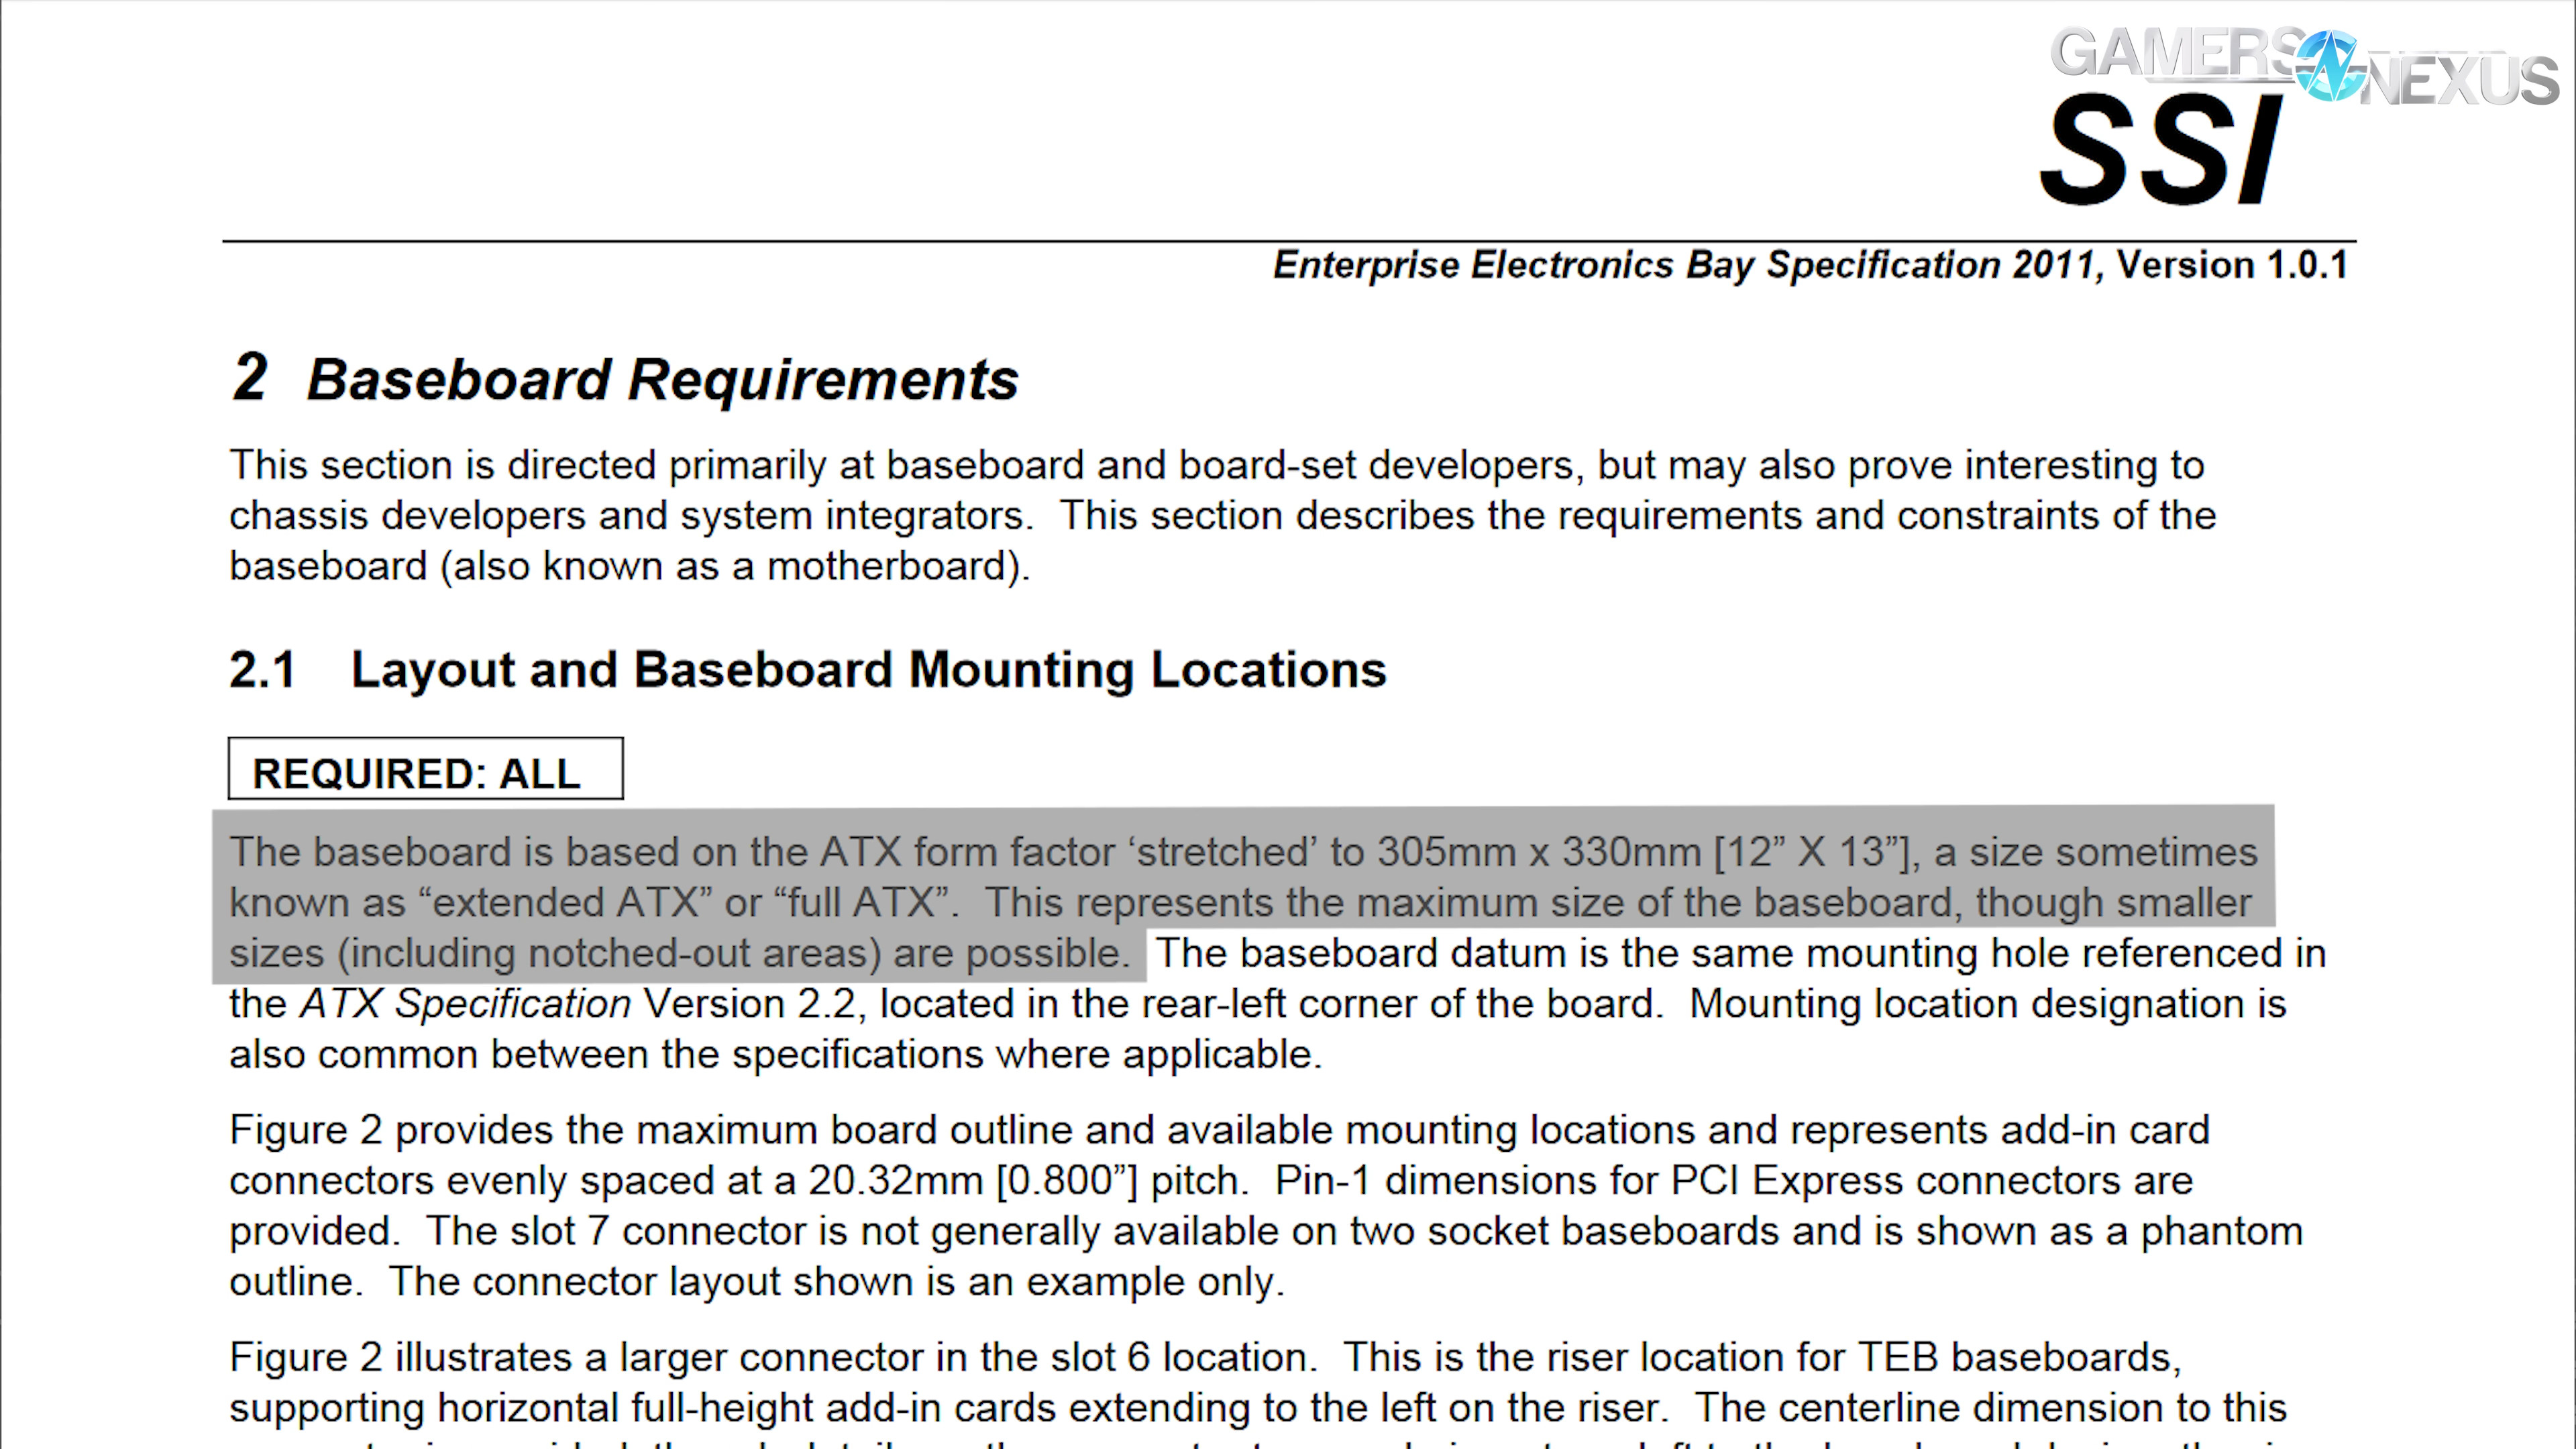 GAMERS NEXUS
SSI
Enterprise Electronics Bay Specification 2011, Version 1.0.1
2 Baseboard Requirements
This section is directed primarily at baseboard and board-set developers, but may also prove interesting to
chassis developers and system integrators. This section describes the requirements and constraints of the
baseboard (also known as a motherboard).
2.1 Layout and Baseboard Mounting Locations
REQUIRED: ALL
The baseboard is based on the ATX form factor ‘stretched’ to 305mm x 330mm [12” X 13”], a size sometimes
known as “extended ATX” or “full ATX”. This represents the maximum size of the baseboard, though smaller
sizes (including notched-out areas) are possible. The baseboard datum is the same mounting hole referenced in
the ATX Specification Version 2.2, located in the rear-left corner of the board. Mounting location designation is
also common between the specifications where applicable.
Figure 2 provides the maximum board outline and available mounting locations and represents add-in card
connectors evenly spaced at a 20.32mm [0.800”] pitch. Pin-1 dimensions for PCI Express connectors are
provided. The slot 7 connector is not generally available on two socket baseboards and is shown as a phantom
outline. The connector layout shown is an example only.
Figure 2 illustrates a larger connector in the slot 6 location. This is the riser location for TEB baseboards,
supporting horizontal full-height add-in cards extending to the left on the riser. The centerline dimension to this